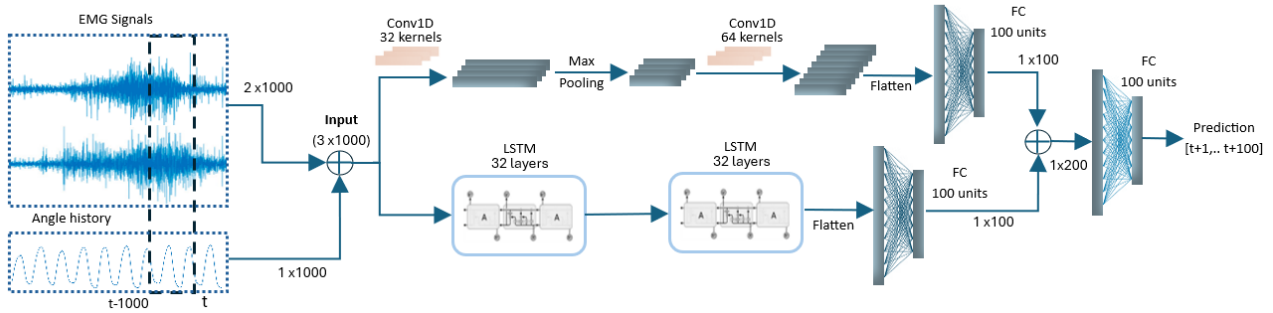 EMG Signals
2 x1000
Angle history
t-1000
t
1 x1000
Input
(3 x1000)
Conv1D
32 kernels
Max
Pooling
Conv1D
64 kernels
Flatten
FC
100 units
1 x100
LSTM
32 layers
A
A
LSTM
32 layers
A
A
Flatten
FC
100 units
1 x100
1x200
FC
100 units
Prediction
[t+1,.. t+100]